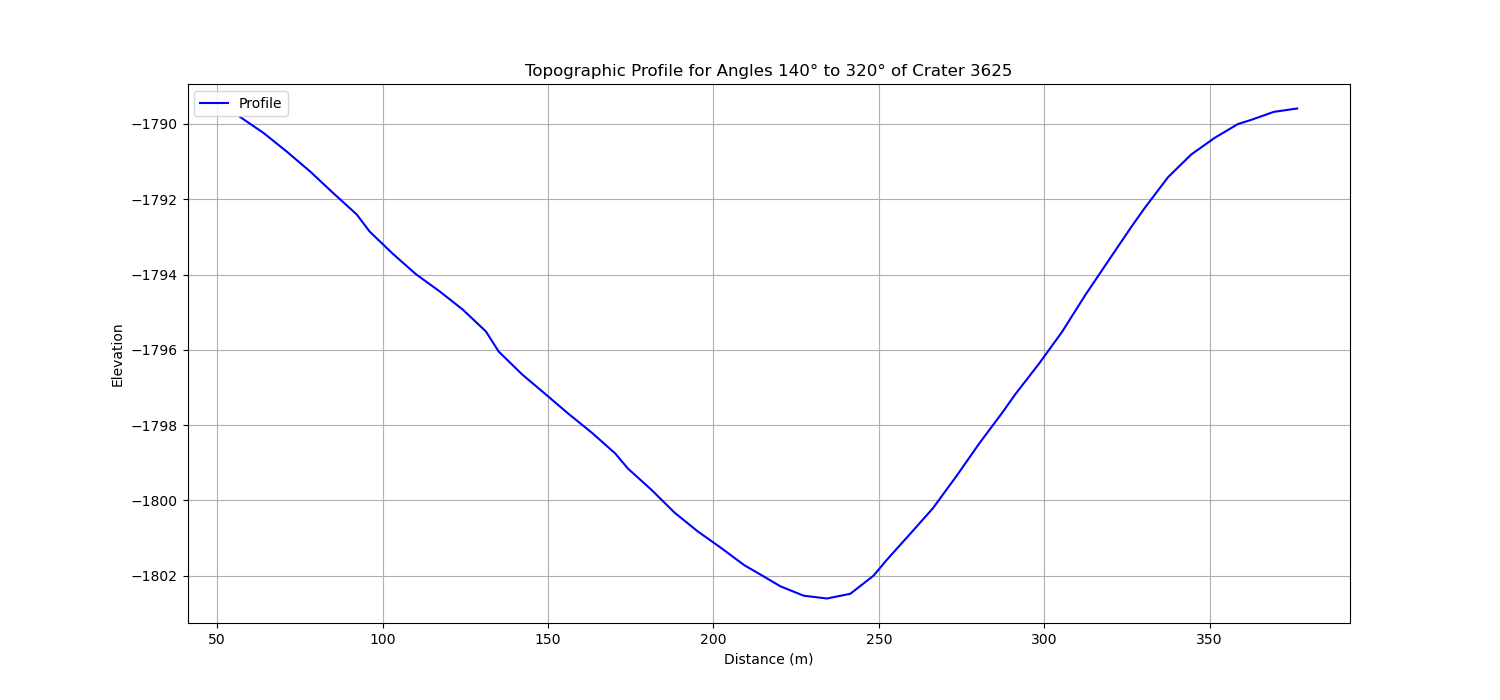 Topographic Profile for Angles 140° to 320° of Crater 3625
Profile
−1790
−1792
−1794
−1796
−1798
−1800
−1802
Elevation
50 100 150 200 250 300 350
Distance (m)